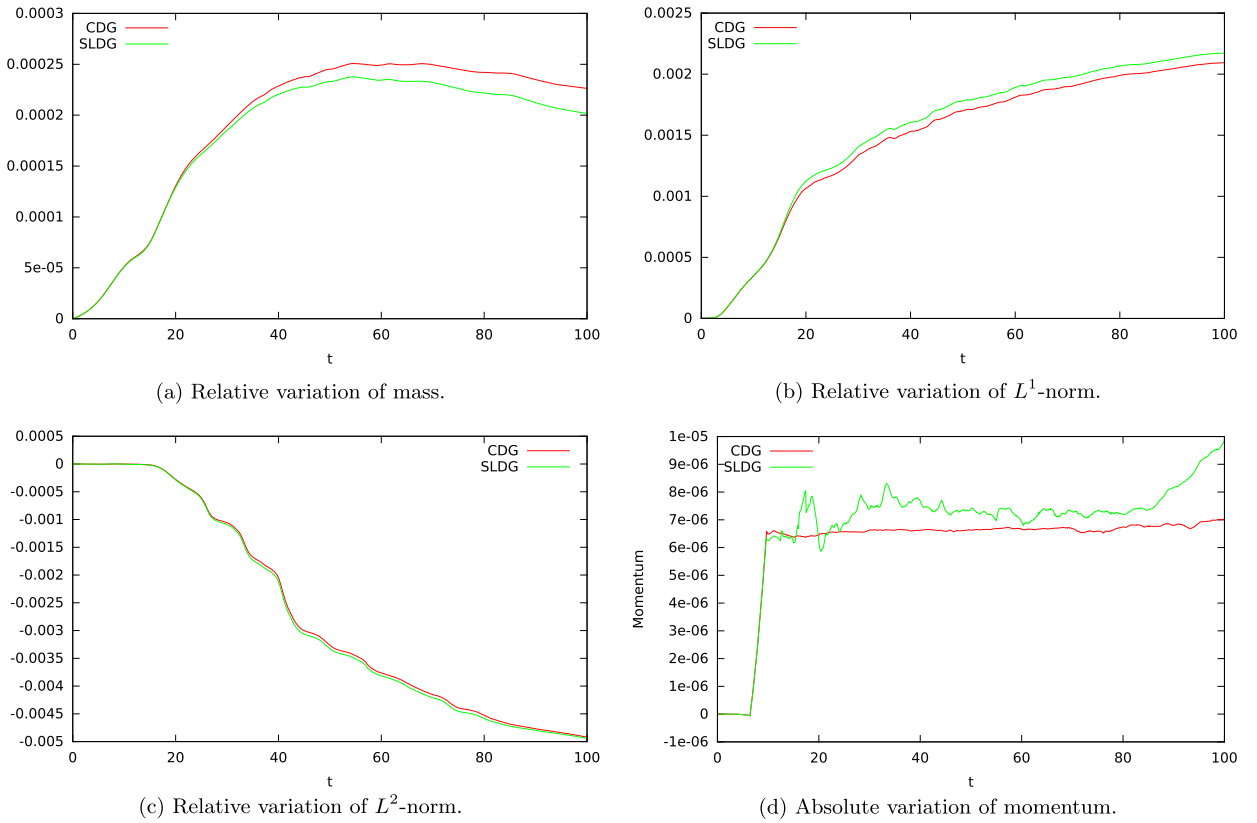 0.0003
0.00025
0.0002
0.00015
0.0001
5e-05
0
CDG
SLDG
0 20 40 60 80 100
t
(a) Relative variation of mass.
0.0025
0.002
0.0015
0.001
0.0005
0
CDG
SLDG
0 20 40 60 80 100
t
(b) Relative variation of L¹-norm.
0.0005
0
-0.0005
-0.001
-0.0015
-0.002
-0.0025
-0.003
-0.0035
-0.004
-0.0045
-0.005
CDG
SLDG
0 20 40 60 80 100
t
(c) Relative variation of L²-norm.
Momentum
1e-05
9e-06
8e-06
7e-06
6e-06
5e-06
4e-06
3e-06
2e-06
1e-06
0
-1e-06
CDG
SLDG
0 20 40 60 80 100
t
(d) Absolute variation of momentum.